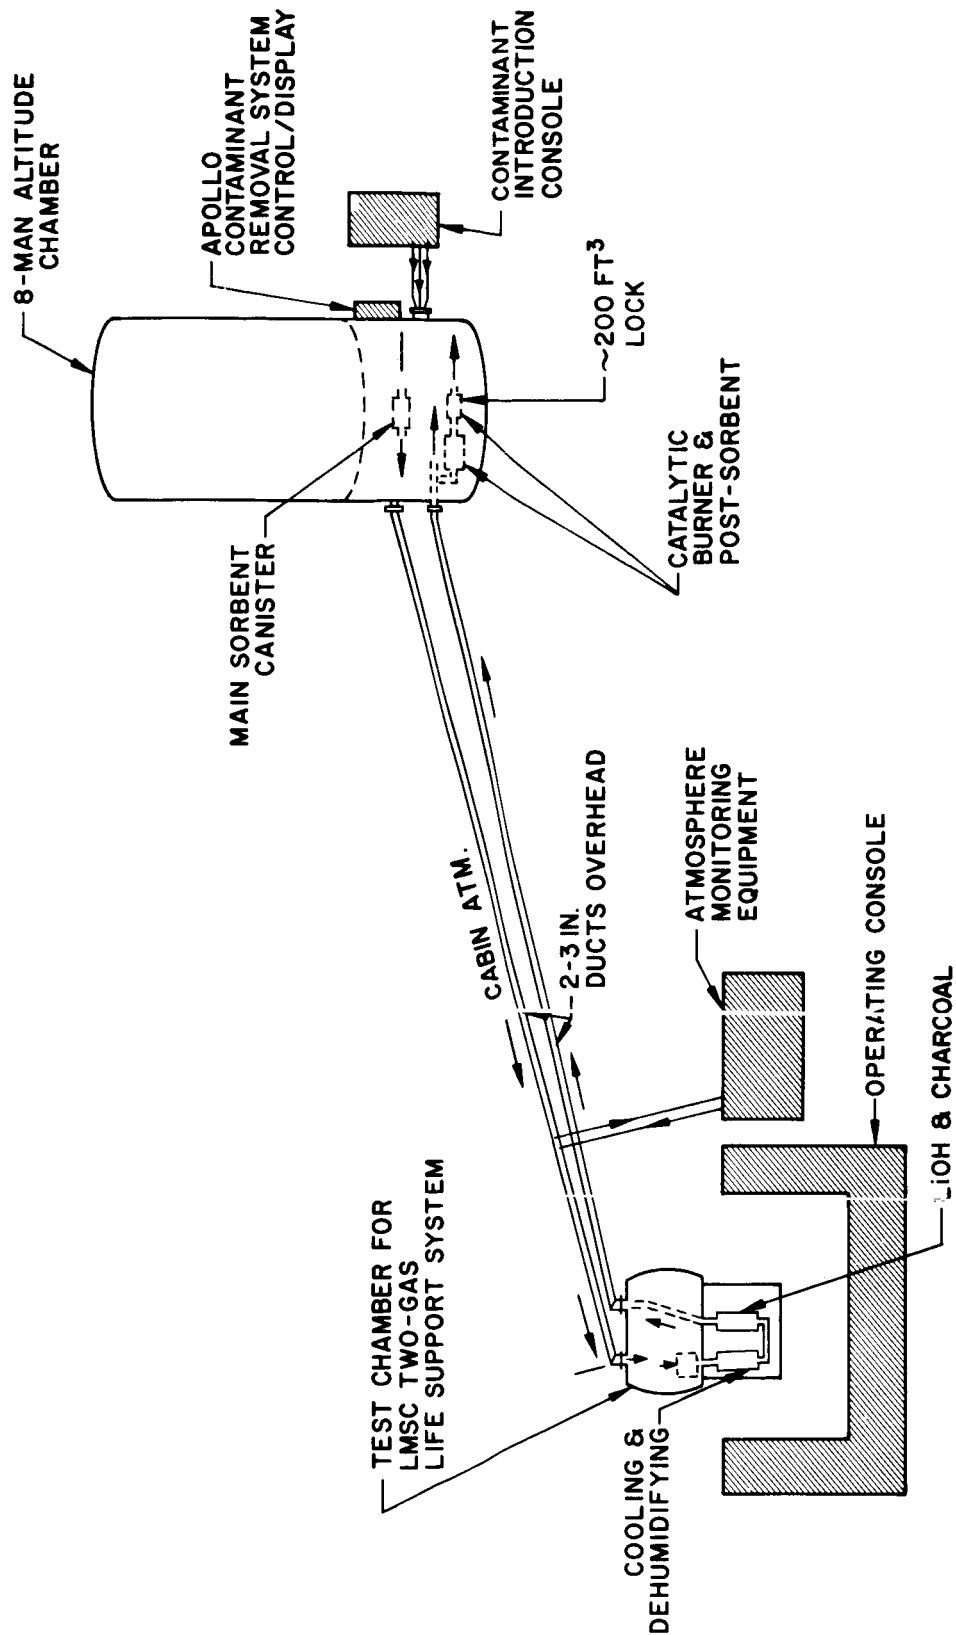 8-MAN ALTITUDE
CHAMBER
APOLLO
CONTAMINANT
REMOVAL SYSTEM
CONTROL/DISPLAY
CONTAMINANT
INTRODUCTION
CONSOLE
~200 FT³
LOCK
MAIN SORBENT
CANISTER
CATALYTIC
BURNER &
POST-SORBENT
CABIN ATM.
2-3 IN.
DUCTS OVERHEAD
ATMOSPHERE
MONITORING
EQUIPMENT
TEST CHAMBER FOR
LMSC TWO-GAS
LIFE SUPPORT SYSTEM
OPERATING CONSOLE
COOLING &
DEHUMIDIFYING
LiOH & CHARCOAL